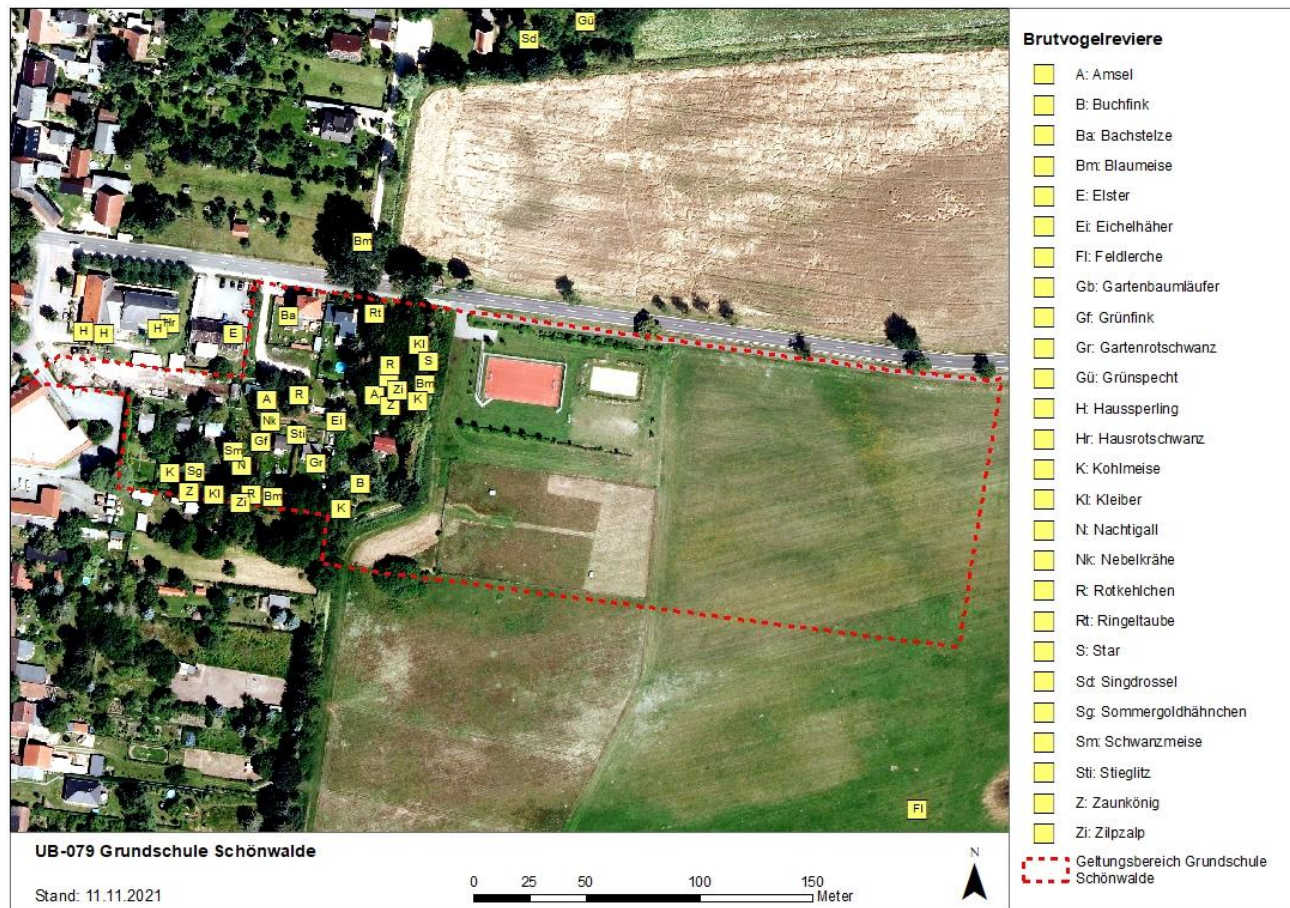 Gü
Sd
Bm
Rt
Ba
Hr
H H H E
Kl
S
R
Bm
Zi
A K
Z
R
A
Nk Ei
Sti
Gf
Sm
Gr
N
K Sg
B
Z Kl R Bm
Zi
K
Fl
Brutvogelreviere
A: Amsel
B: Buchfink
Ba: Bachstelze
Bm: Blaumeise
E: Elster
Ei: Eichelhäher
Fl: Feldlerche
Gb: Gartenbaumläufer
Gf: Grünfink
Gr: Gartenrotschwanz
Gü: Grünspecht
H: Haussperling
Hr: Hausrotschwanz
K: Kohlmeise
Kl: Kleiber
N: Nachtigall
Nk: Nebelkrähe
R: Rotkehlchen
Rt: Ringeltaube
S: Star
Sd: Singdrossel
Sg: Sommergoldhähnchen
Sm: Schwanzmeise
Sti: Stieglitz
Z: Zaunkönig
Zi: Zilpzalp
Geltungsbereich Grundschule
Schönwalde
UB-079 Grundschule Schönwalde
Stand: 11.11.2021
0 25 50 100 150
Meter
N